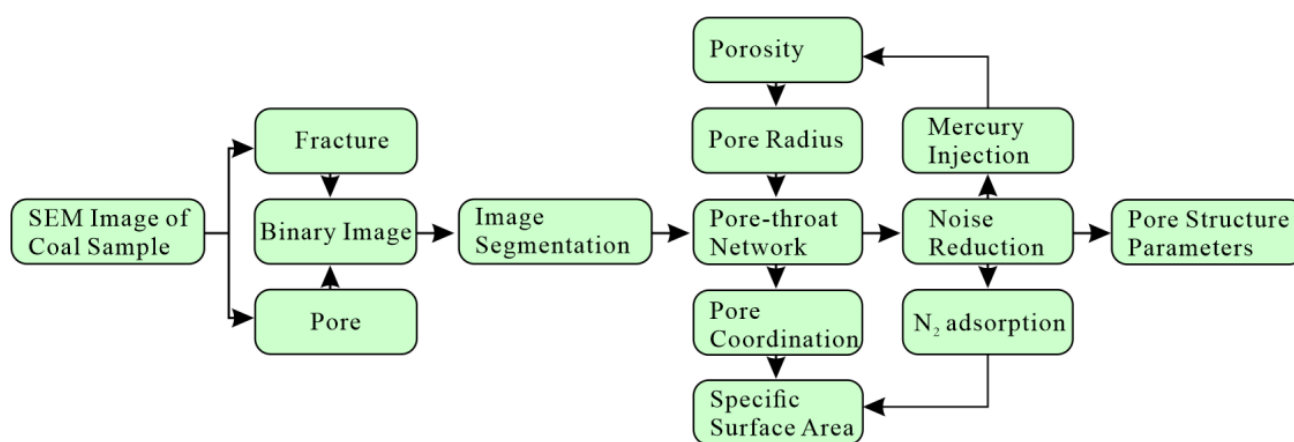 SEM Image of
Coal Sample
Fracture
Binary Image
Pore
Image
Segmentation
Porosity
Pore Radius
Pore-throat
Network
Pore
Coordination
Specific
Surface Area
Mercury
Injection
Noise
Reduction
N₂ adsorption
Pore Structure
Parameters